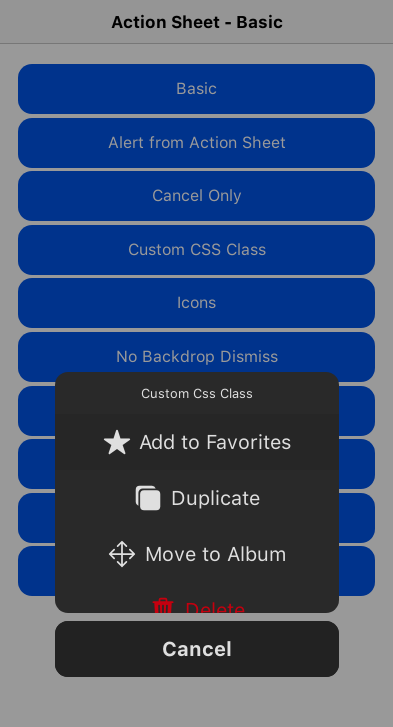 Action Sheet - Basic
Basic
Alert from Action Sheet
Cancel Only
Custom CSS Class
Icons
No Backdrop Dismiss
Custom Css Class
Add to Favorites
Duplicate
Move to Album
Delete
Cancel